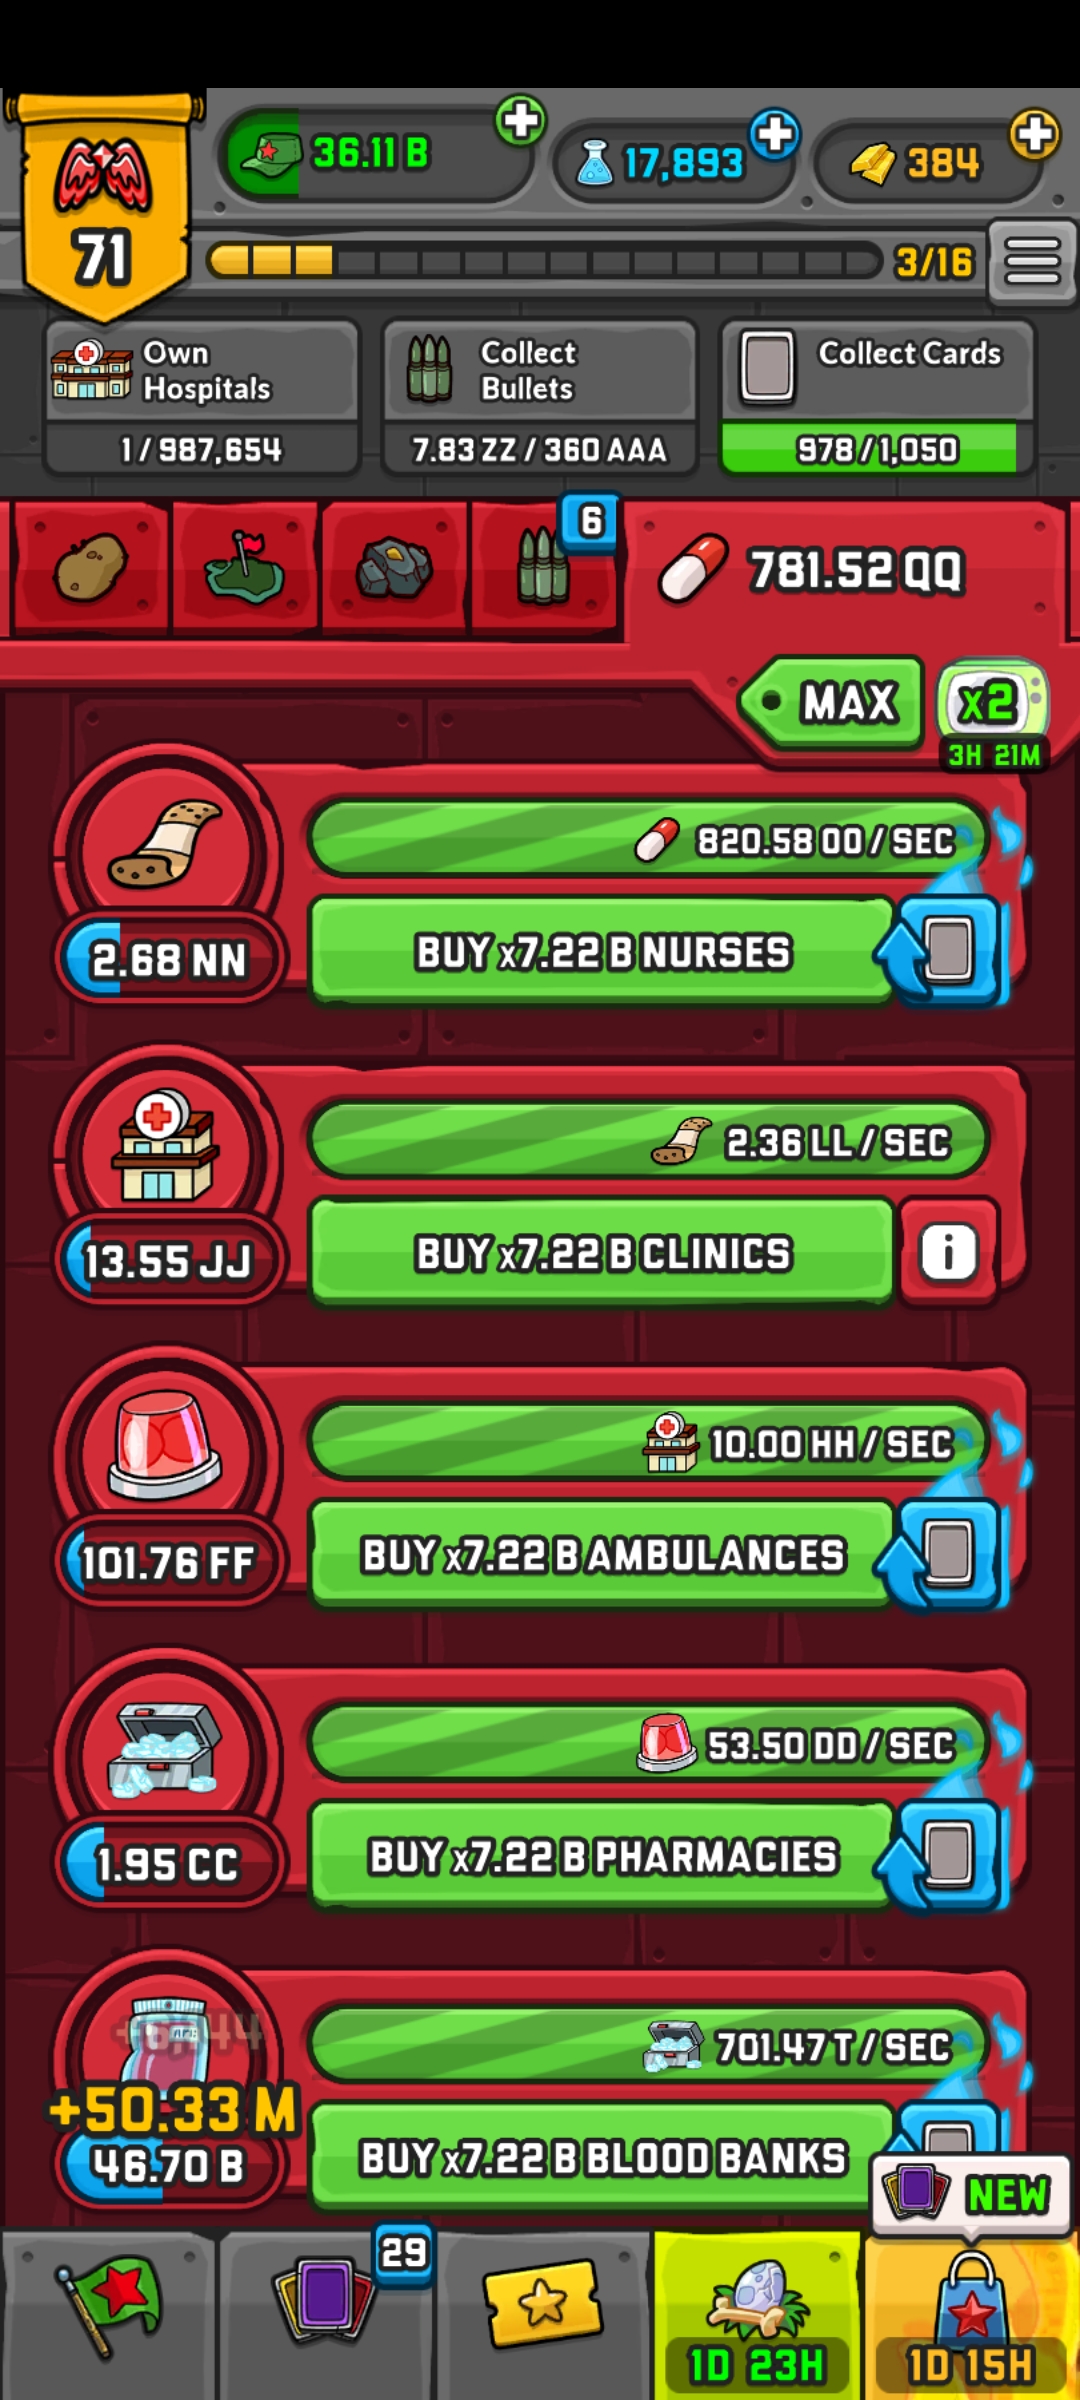 36.11 B
17,893
384
71
3/16
Own
Hospitals
1 / 987,654
Collect
Bullets
7.83 ZZ / 360 AAA
Collect Cards
978 / 1,050
6
781.52 QQ
MAX
x2
3H 21M
820.58 OO / SEC
2.68 NN
BUY x7.22 B NURSES
2.36 LL / SEC
13.55 JJ
BUY x7.22 B CLINICS
i
10.00 HH / SEC
101.76 FF
BUY x7.22 B AMBULANCES
53.50 DD / SEC
1.95 CC
BUY x7.22 B PHARMACIES
701.47 T / SEC
+50.33 M
46.70 B
BUY x7.22 B BLOOD BANKS
NEW
29
1D 23H
1D 15H